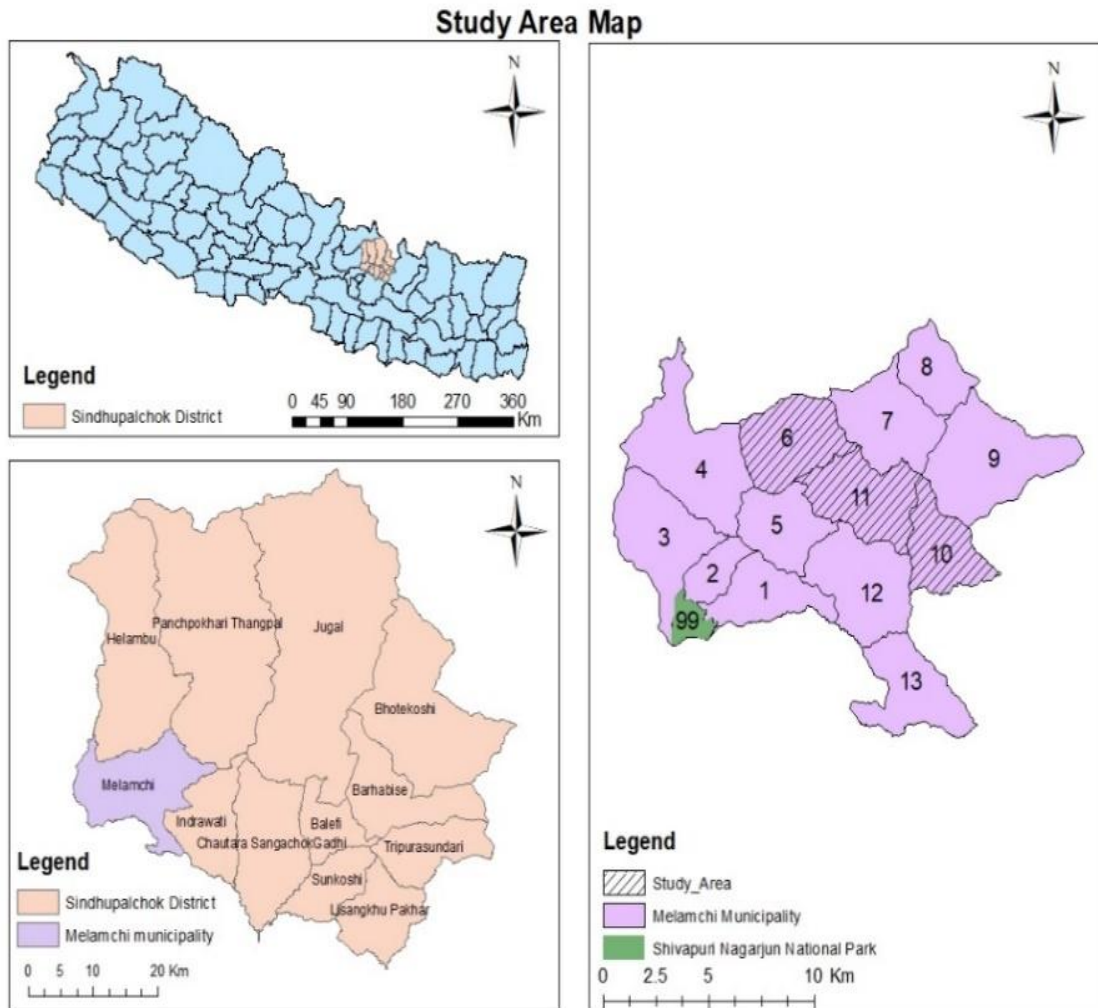 Study Area Map
N
Legend
Sindhupalchok District
0 45 90 180 270 360
Km
N
Helambu
Panchpokhari Thangpal
Jugal
Bhotekoshi
Melamchi
Barhabise
Indrawati
Balefi
Chautara Sangachok Gadhi
Tripurasundari
Sunkoshi
Lisangkhu Pakhar
Legend
Sindhupalchok District
Melamchi municipality
0 5 10 20 Km
N
8
7
6
9
4
11
5
3
10
2
1
12
99
13
Legend
Study_Area
Melamchi Municipality
Shivapuri Nagarjun National Park
0 2.5 5 10 Km